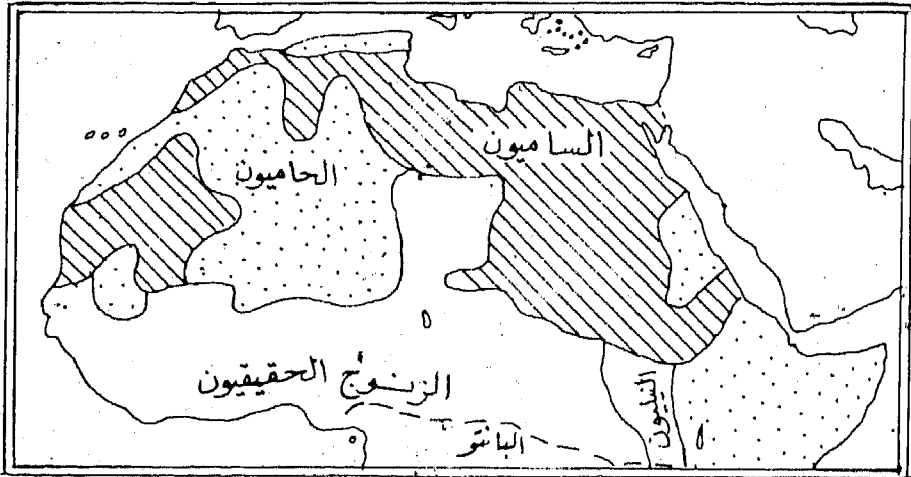 الساميون
الحاميون
الزنوج الحقيقيون
النيليون
البانتو